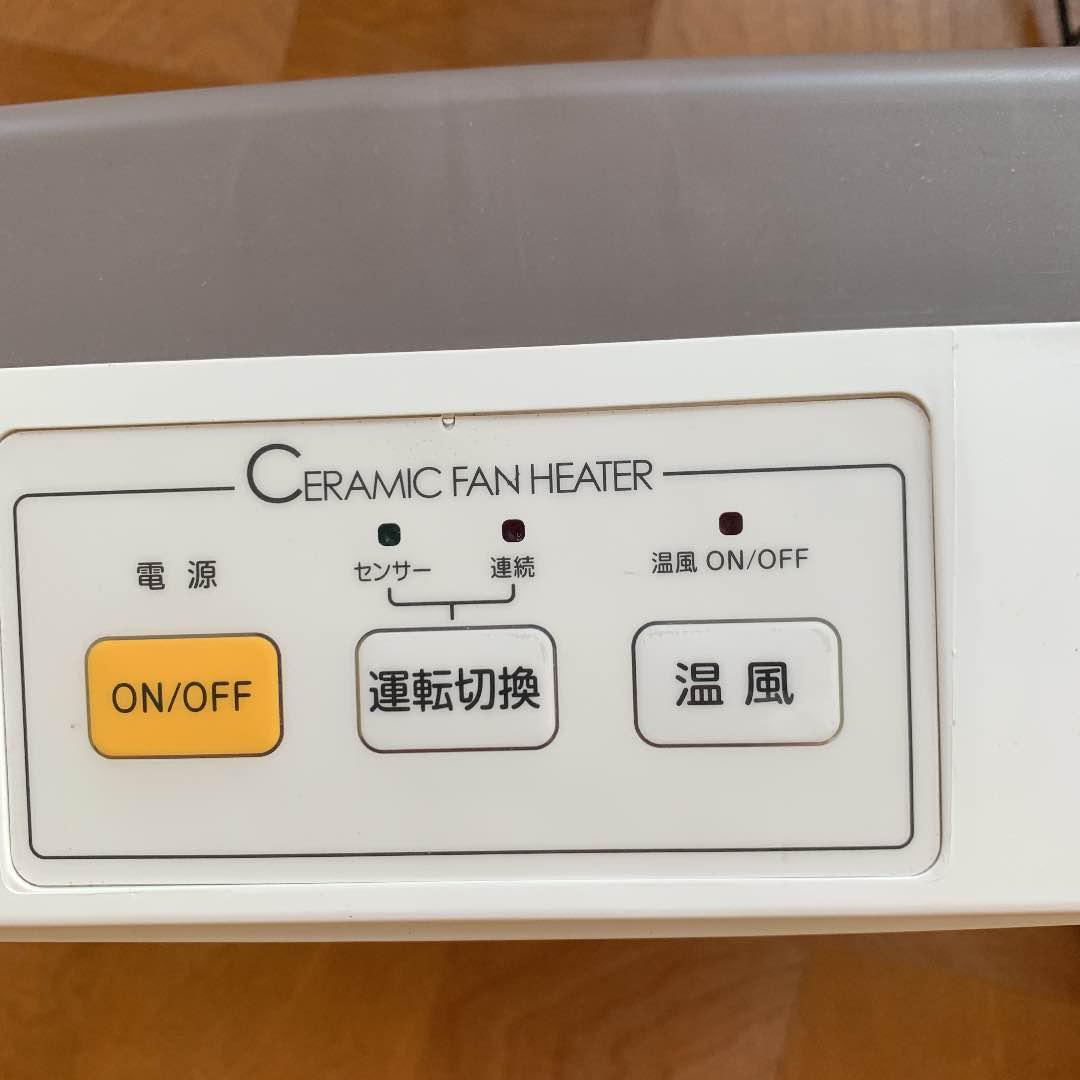 CERAMIC FAN HEATER
電源
センサー
連続
温風 ON/OFF
ON/OFF
運転切換
温風